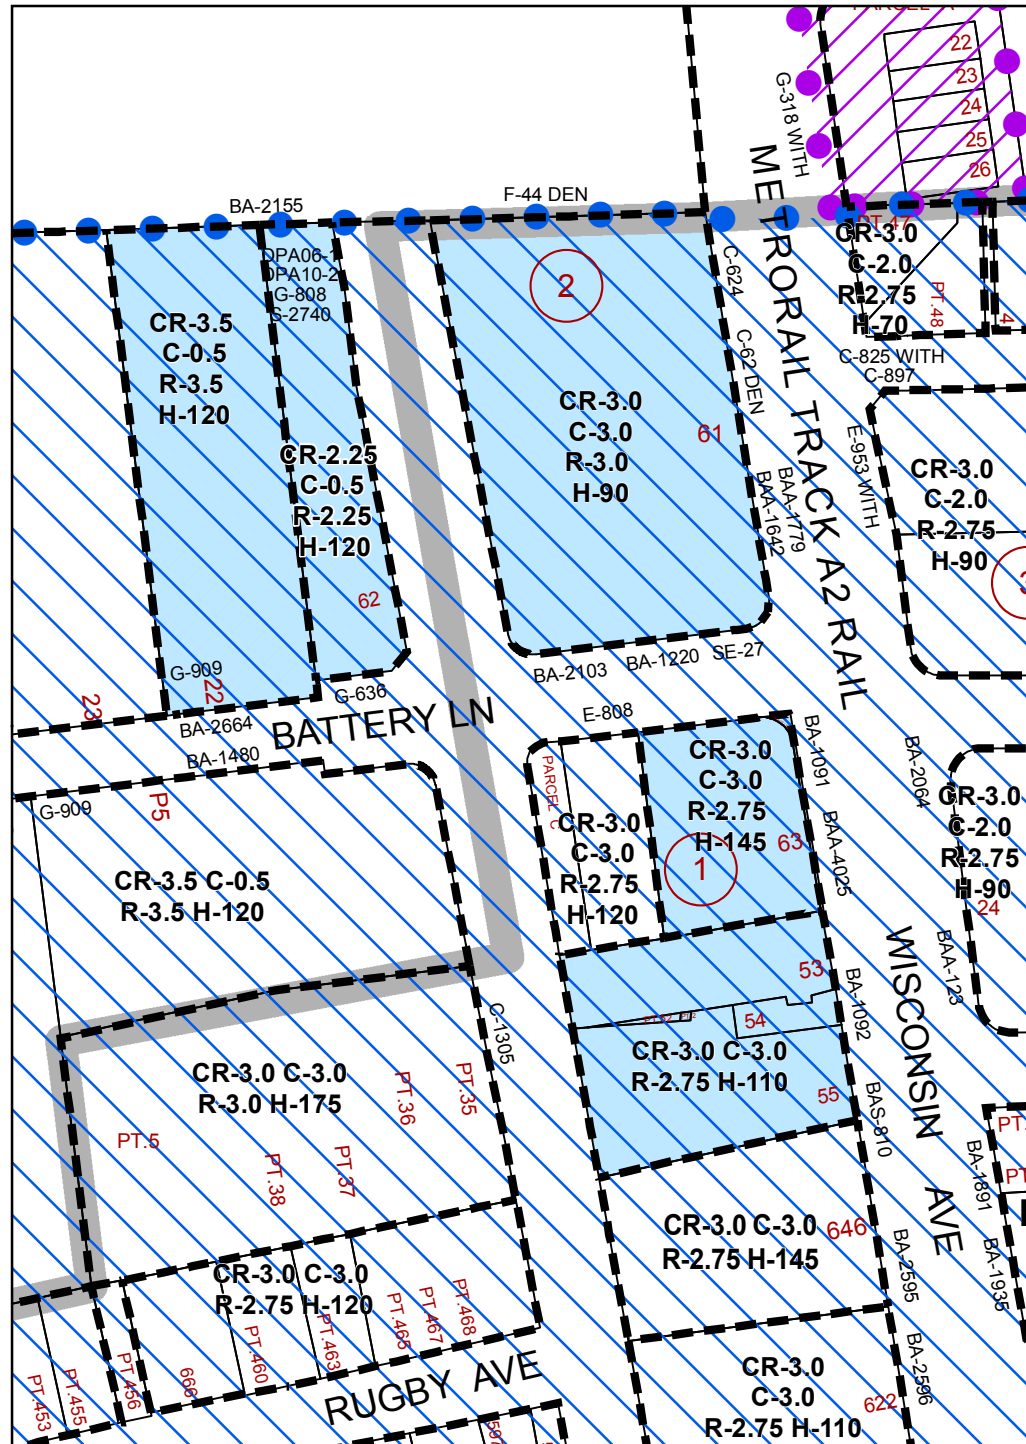 PARCEL A
22
23
24
25
26
G-318 WITH
BA-2155
F-44 DEN
METRORAIL TRACK A2 RAIL
PT.47
CR-3.0
C-2.0
R-2.75
H-70
PT.48
4
C-825 WITH
C-897
DPA06-1
DPA10-2
G-808
S-2740
2
C-624
C-62 DEN
CR-3.5
C-0.5
R-3.5
H-120
CR-3.0
C-3.0
R-3.0
H-90
61
CR-2.25
C-0.5
R-2.25
H-120
62
BAA-1779
BAA-1642
E-953 WITH
CR-3.0
C-2.0
R-2.75
H-90
3
G-909
22
23
G-636
BA-2103
BA-1220
SE-27
BA-2664
BATTERY LN
E-808
BA-1480
G-909
P5
PARCEL C
CR-3.0
C-3.0
R-2.75
H-145
63
1
BA-1091
BAA-4025
BA-2064
CR-3.0
C-2.0
R-2.75
H-90
24
CR-3.0
C-3.0
R-2.75
H-120
CR-3.5 C-0.5
R-3.5 H-120
WISCONSIN AVE
BAA-123
53
BA-1092
54
CR-3.0 C-3.0
R-2.75 H-110
55
BAS-810
C-1305
CR-3.0 C-3.0
R-3.0 H-175
PT.36
PT.35
PT.5
PT.38
PT.37
BA-1891
BA-1935
CR-3.0 C-3.0
R-2.75 H-145
646
BA-2595
CR-3.0 C-3.0
R-2.75 H-120
PT.453
PT.455
PT.456
666
PT.460
PT.463
PT.465
PT.467
PT.468
RUGBY AVE
CR-3.0
C-3.0
R-2.75 H-110
622
BA-2596
597